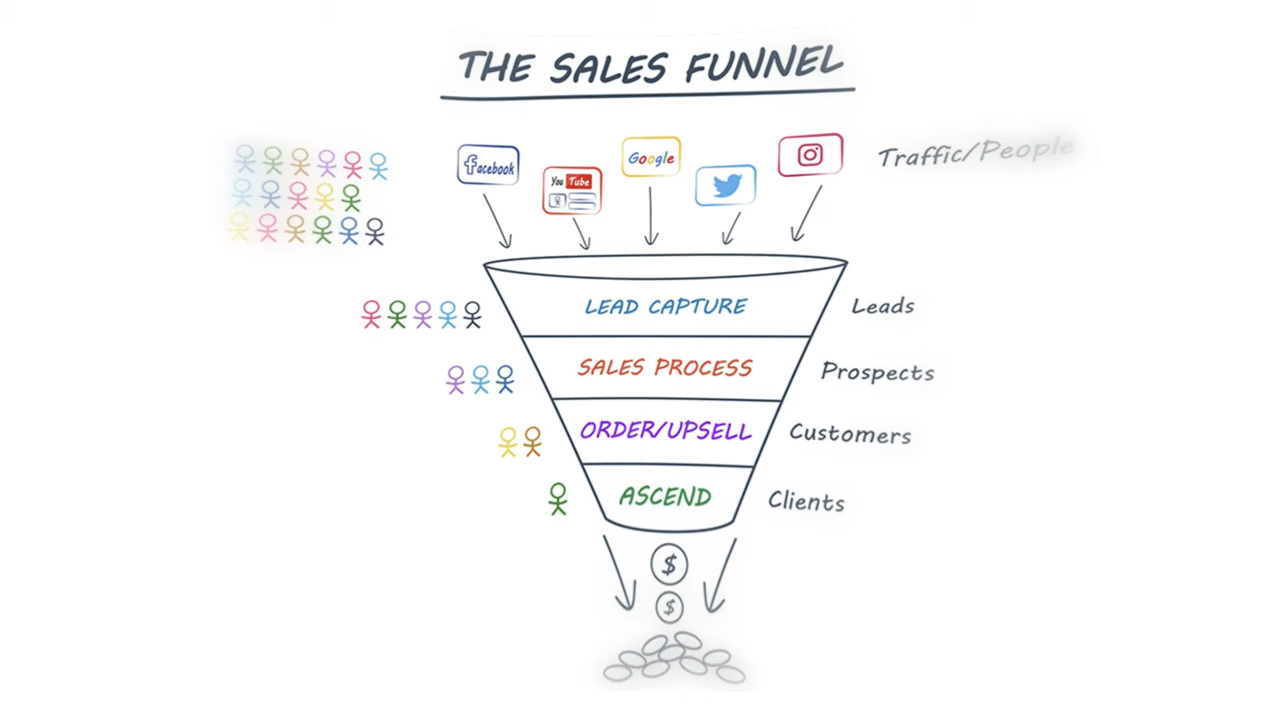 THE SALES FUNNEL
facebook
You Tube
Google
Traffic/People
LEAD CAPTURE
Leads
SALES PROCESS
Prospects
ORDER/UPSELL
Customers
ASCEND
Clients
$
$